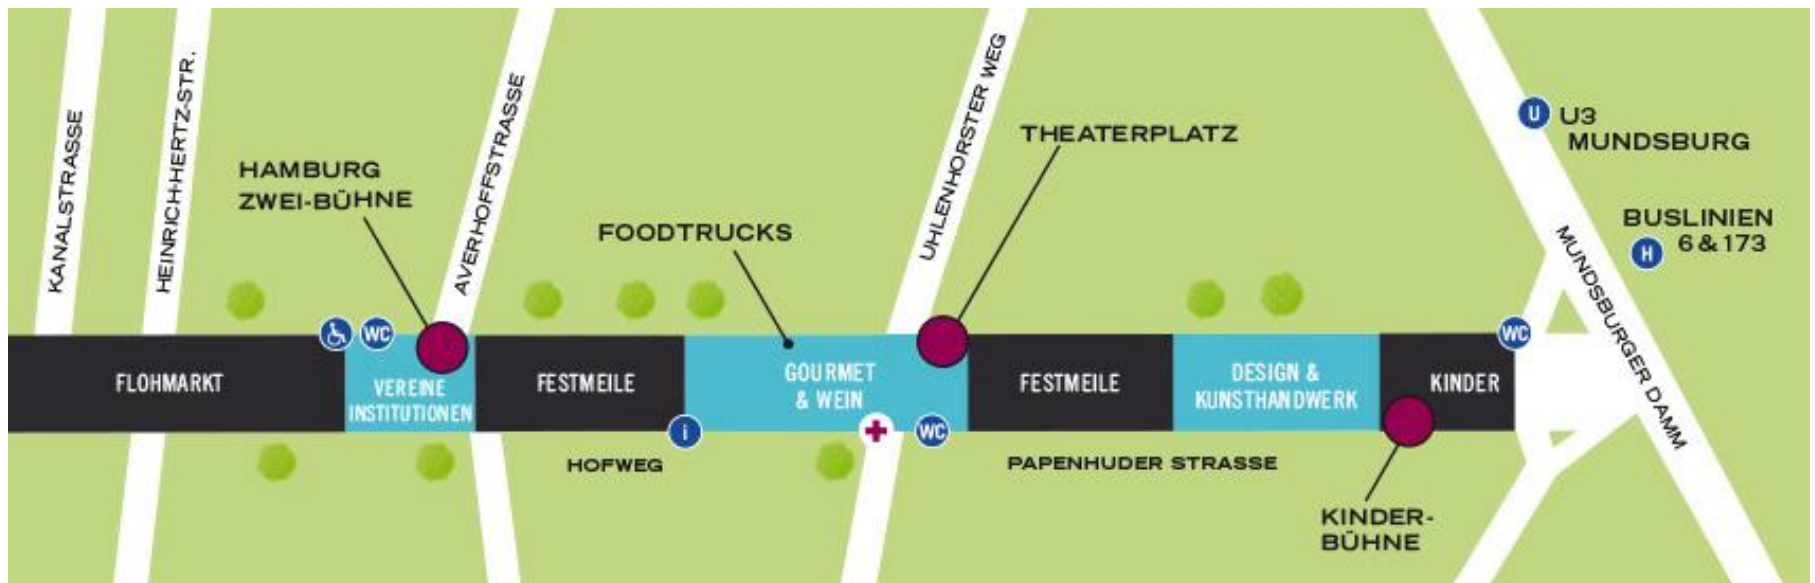 KANALSTRASSE
HEINRICH-HERTZ-STR.
AVERHOFFSTRASSE
UHLENHORSTER WEG
HAMBURG
ZWEI-BÜHNE
FOODTRUCKS
THEATERPLATZ
U
U3
MUNDSBURG
BUSLINIEN
H
6 & 173
MUNDSBURGER DAMM
WC
WC
FLOHMARKT
VEREINE
INSTITUTIONEN
FESTMEILE
GOURMET
& WEIN
FESTMEILE
DESIGN &
KUNSTHANDWERK
KINDER
i
WC
HOFWEG
PAPENHUDER STRASSE
KINDER-
BÜHNE